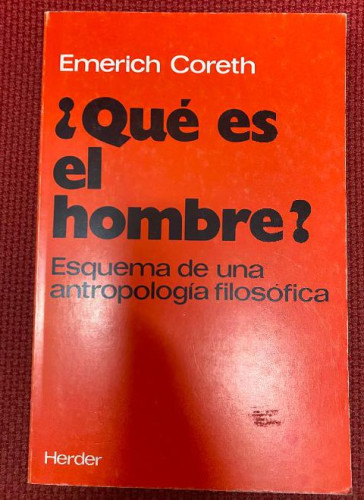 Emerich Coreth
¿Qué es
el
hombre?
Esquema de una
antropología filosófica
Herder